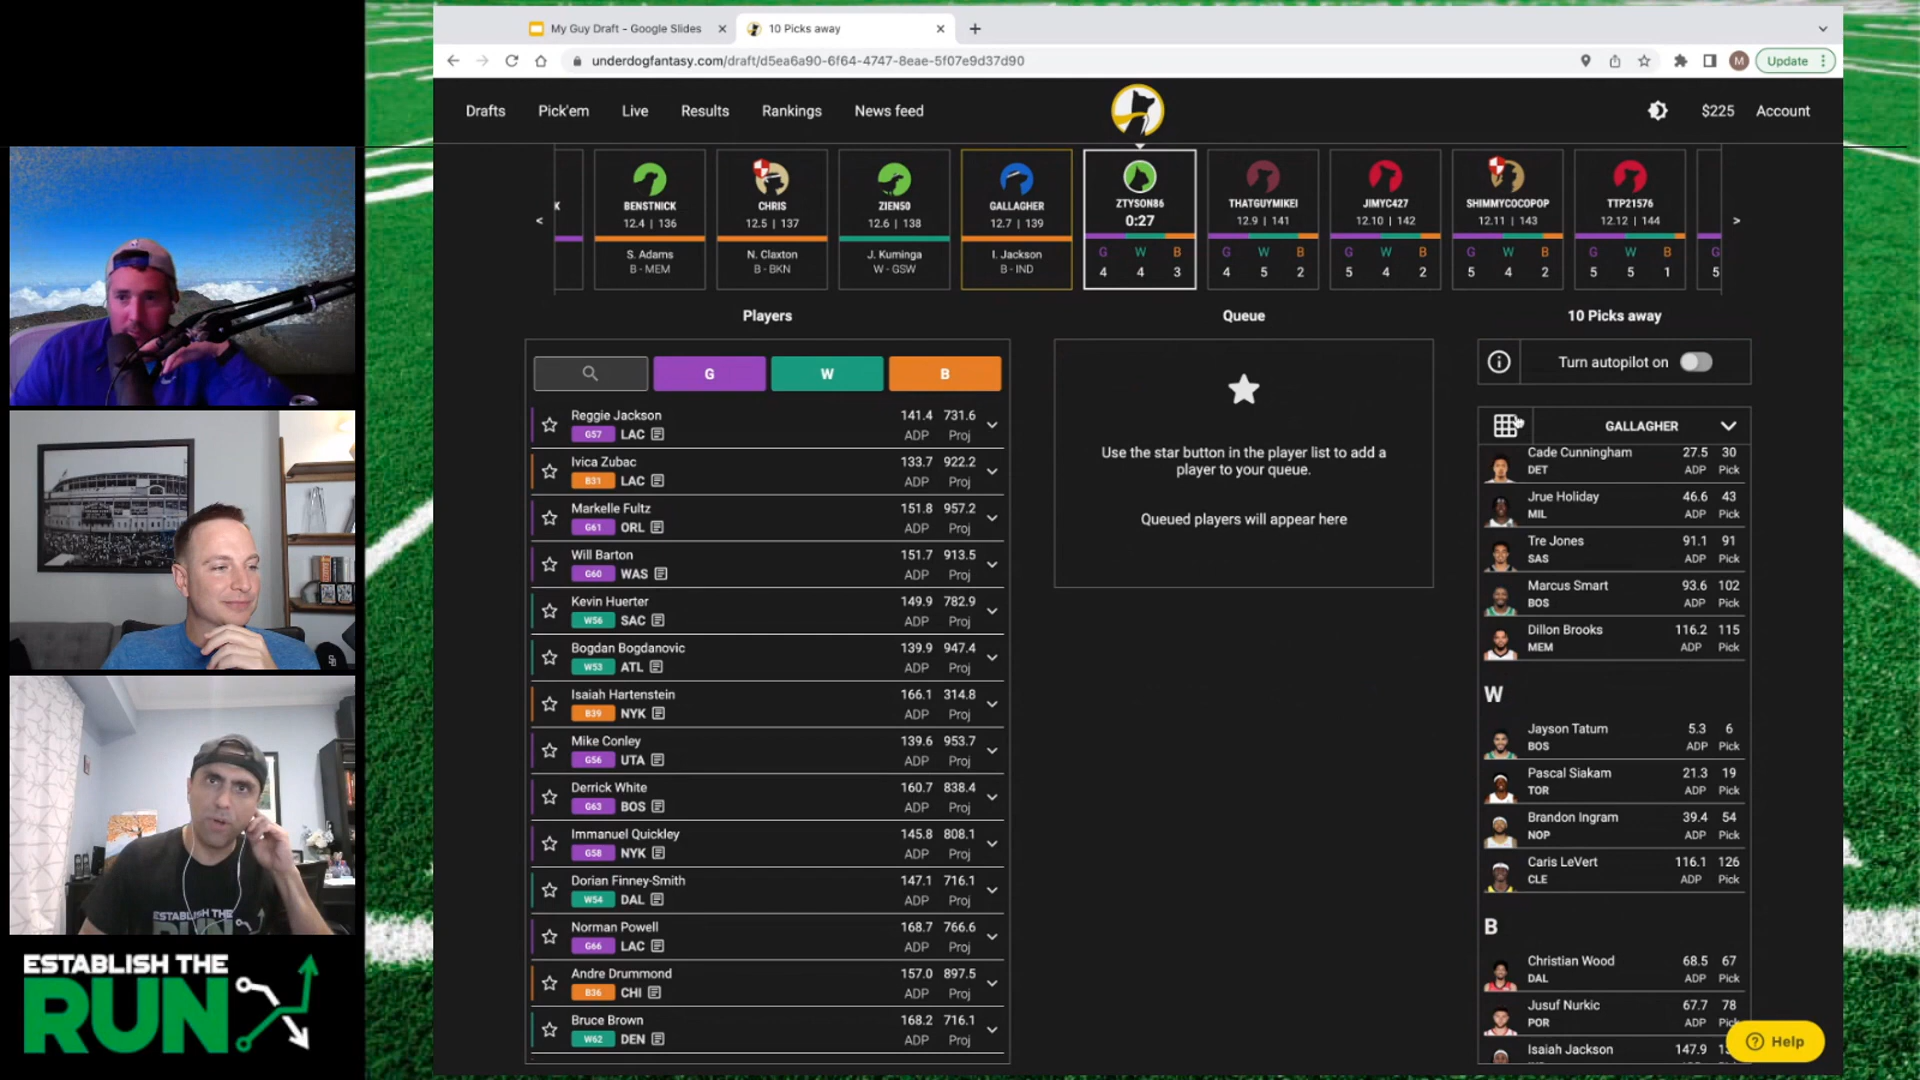 My Guy Draft - Google Slides
10 Picks away
underdogfantasy.com/draft/d5ea6a90-6f64-4747-8eae-5f07e9d37d90
M
Update
Drafts
Pick'em
Live
Results
Rankings
News feed
$225
Account
K
BENSTNICK
12.4 | 136
S. Adams
B - MEM
CHRIS
12.5 | 137
N. Claxton
B - BKN
ZIEN50
12.6 | 138
J. Kuminga
W - GSW
GALLAGHER
12.7 | 139
I. Jackson
B - IND
ZTYSON86
0:27
G W B
4 4 3
THATGUYMIKEI
12.9 | 141
G W B
4 5 2
JIMYC427
12.10 | 142
G W B
5 4 2
SHIMMYCOCOPOP
12.11 | 143
G W B
5 4 2
TTP21576
12.12 | 144
G W B
5 5 1
G
5
<
>
Players
G
W
B
Reggie Jackson 141.4 731.6
G57 LAC ADP Proj
Ivica Zubac 133.7 922.2
B31 LAC ADP Proj
Markelle Fultz 151.8 957.2
G61 ORL ADP Proj
Will Barton 151.7 913.5
G60 WAS ADP Proj
Kevin Huerter 149.9 782.9
W56 SAC ADP Proj
Bogdan Bogdanovic 139.9 947.4
W53 ATL ADP Proj
Isaiah Hartenstein 166.1 314.8
B39 NYK ADP Proj
Mike Conley 139.6 953.7
G56 UTA ADP Proj
Derrick White 160.7 838.4
G63 BOS ADP Proj
Immanuel Quickley 145.8 808.1
G58 NYK ADP Proj
Dorian Finney-Smith 147.1 716.1
W54 DAL ADP Proj
Norman Powell 168.7 766.6
G66 LAC ADP Proj
Andre Drummond 157.0 897.5
B36 CHI ADP Proj
Bruce Brown 168.2 716.1
W62 DEN ADP Proj
Queue
Use the star button in the player list to add a
player to your queue.
Queued players will appear here
10 Picks away
Turn autopilot on
GALLAGHER
Cade Cunningham 27.5 30
DET ADP Pick
Jrue Holiday 46.6 43
MIL ADP Pick
Tre Jones 91.1 91
SAS ADP Pick
Marcus Smart 93.6 102
BOS ADP Pick
Dillon Brooks 116.2 115
MEM ADP Pick
W
Jayson Tatum 5.3 6
BOS ADP Pick
Pascal Siakam 21.3 19
TOR ADP Pick
Brandon Ingram 39.4 54
NOP ADP Pick
Caris LeVert 116.1 126
CLE ADP Pick
B
Christian Wood 68.5 67
DAL ADP Pick
Jusuf Nurkic 67.7 78
POR ADP
Isaiah Jackson 147.9
Help
ESTABLISH THE
RUN
ESTABLISH THE
RUN